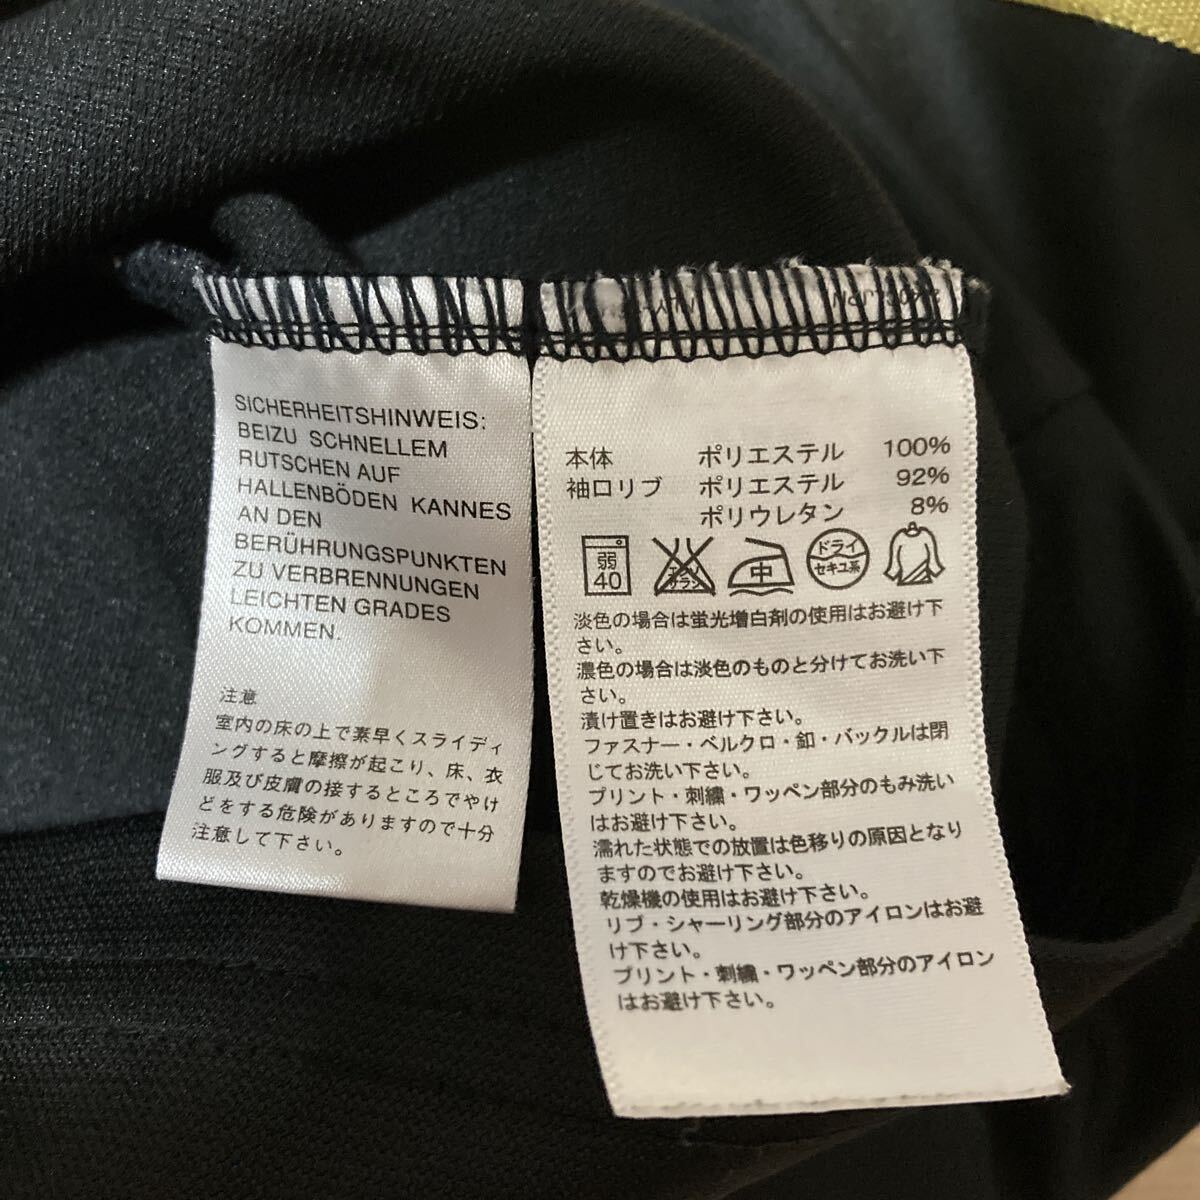 SICHERHEITSHINWEIS:
BEIZU SCHNELLEM
RUTSCHEN AUF
HALLENBÖDEN KANNES
AN DEN
BERÜHRUNGSPUNKTEN
ZU VERBRENNUNGEN
LEICHTEN GRADES
KOMMEN.
注意
室内の床の上で素早くスライディ
ングすると摩擦が起こり、床、衣
服及び皮膚の接するところでやけ
どをする危険がありますので十分
注意して下さい。
本体 ポリエステル 100%
袖口リブ ポリエステル 92%
ポリウレタン 8%
弱 40
中
ドライ
セキユ系
淡色の場合は蛍光増白剤の使用はお避け下
さい。
濃色の場合は淡色のものと分けてお洗い下
さい。
漬け置きはお避け下さい。
ファスナー・ベルクロ・釦・バックルは閉
じてお洗い下さい。
プリント・刺繍・ワッペン部分のもみ洗い
はお避け下さい。
濡れた状態での放置は色移りの原因となり
ますのでお避け下さい。
乾燥機の使用はお避け下さい。
リブ・シャーリング部分のアイロンはお避
け下さい。
プリント・刺繍・ワッペン部分のアイロン
はお避け下さい。